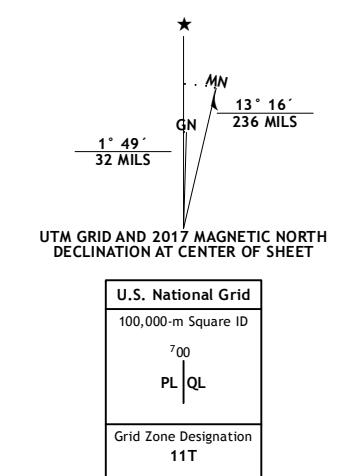 ★
MN
13° 16´
236 MILS
GN
1° 49´
32 MILS
UTM GRID AND 2017 MAGNETIC NORTH
DECLINATION AT CENTER OF SHEET
U.S. National Grid
100,000-m Square ID
⁷00
PL QL
Grid Zone Designation
11T